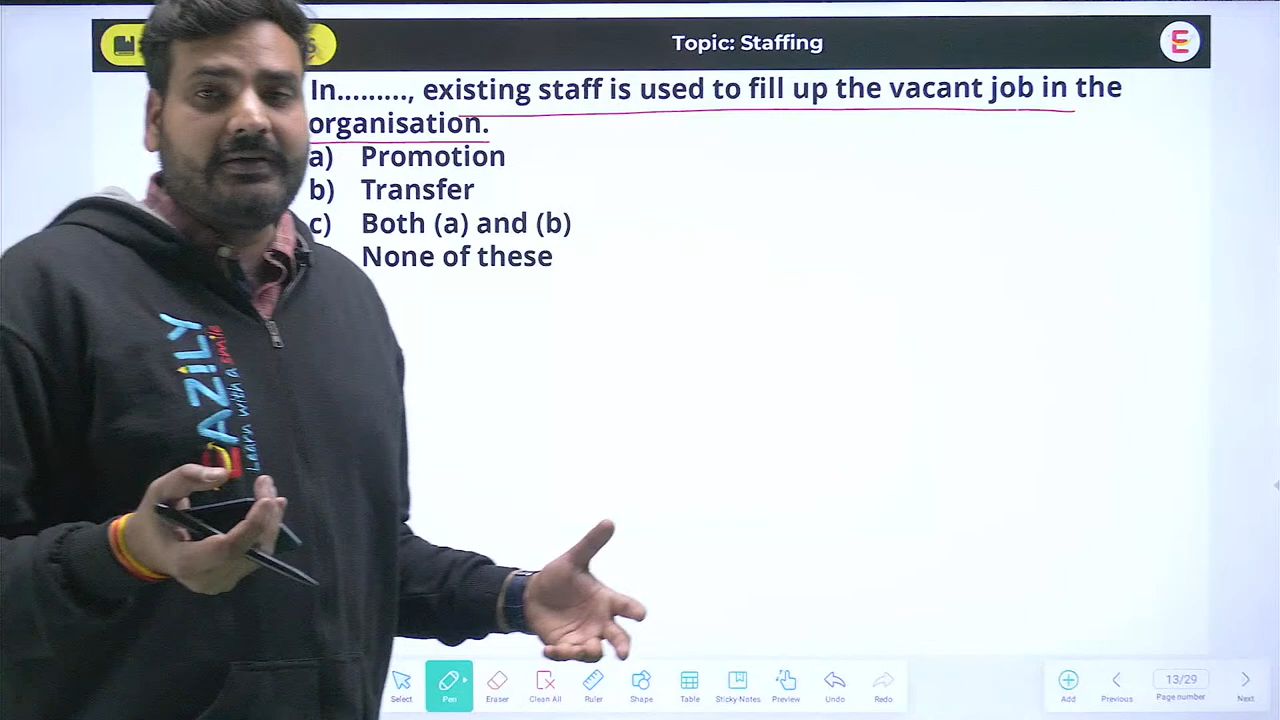 Topic: Staffing
In........., existing staff is used to fill up the vacant job in the
organisation.
a) Promotion
b) Transfer
c) Both (a) and (b)
None of these
EAZILY
Learn with a smile
Select
Pen
Eraser
Clean All
Ruler
Shape
Table
Sticky-Notes
Preview
Undo
Redo
Add
Previous
13/29
Page number
Next